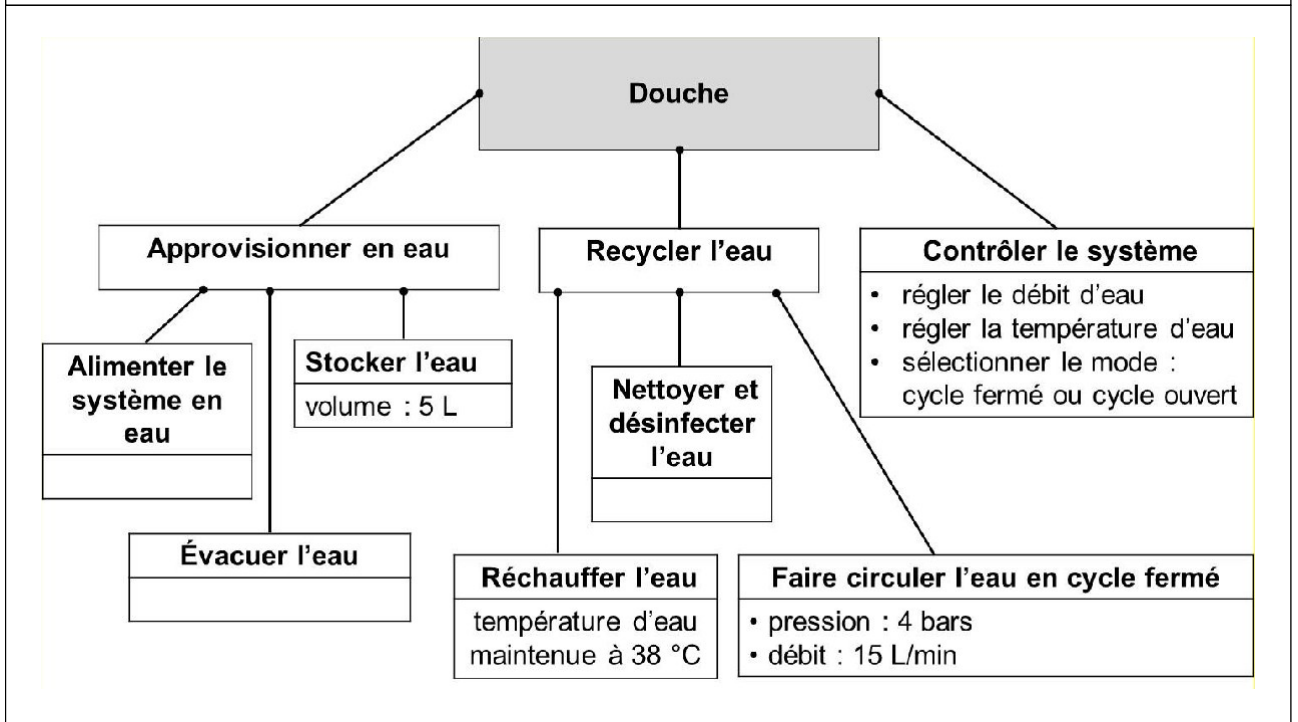 Douche
Approvisionner en eau
Alimenter le
système en
eau
Évacuer l'eau
Stocker l'eau
volume : 5 L
Recycler l'eau
Réchauffer l'eau
température d'eau
maintenue à 38 °C
Nettoyer et
désinfecter
l'eau
Faire circuler l'eau en cycle fermé
• pression : 4 bars
• débit : 15 L/min
Contrôler le système
• régler le débit d'eau
• régler la température d'eau
• sélectionner le mode :
cycle fermé ou cycle ouvert